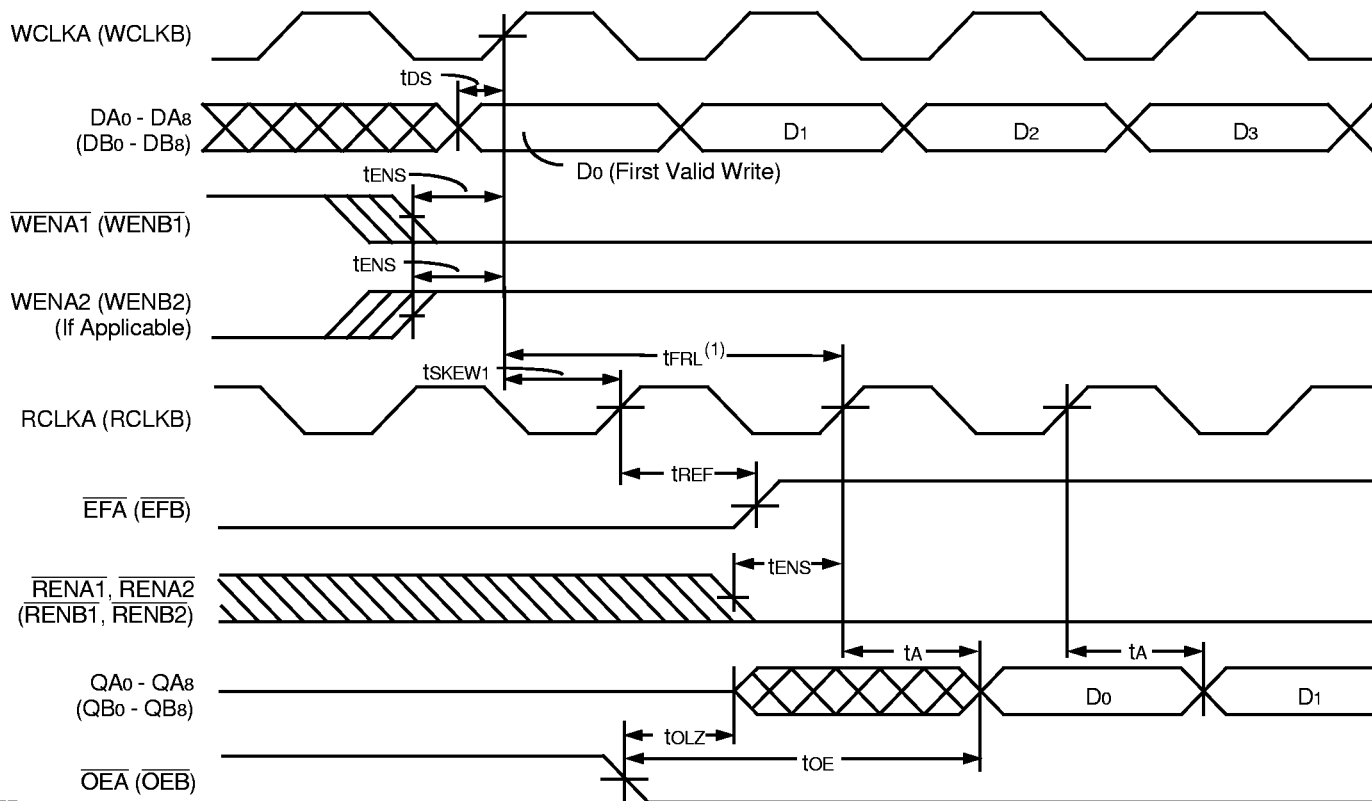 WCLKA (WCLKB)
tDS
DA0 - DA8
(DB0 - DB8)
D1
D2
D3
D0 (First Valid Write)
tENS
WENA1 (WENB1)
tENS
WENA2 (WENB2)
(If Applicable)
tFRL(1)
tSKEW1
RCLKA (RCLKB)
tREF
EFA (EFB)
tENS
RENA1, RENA2
(RENB1, RENB2)
tA
tA
QA0 - QA8
(QB0 - QB8)
D0
D1
tOLZ
tOE
OEA (OEB)